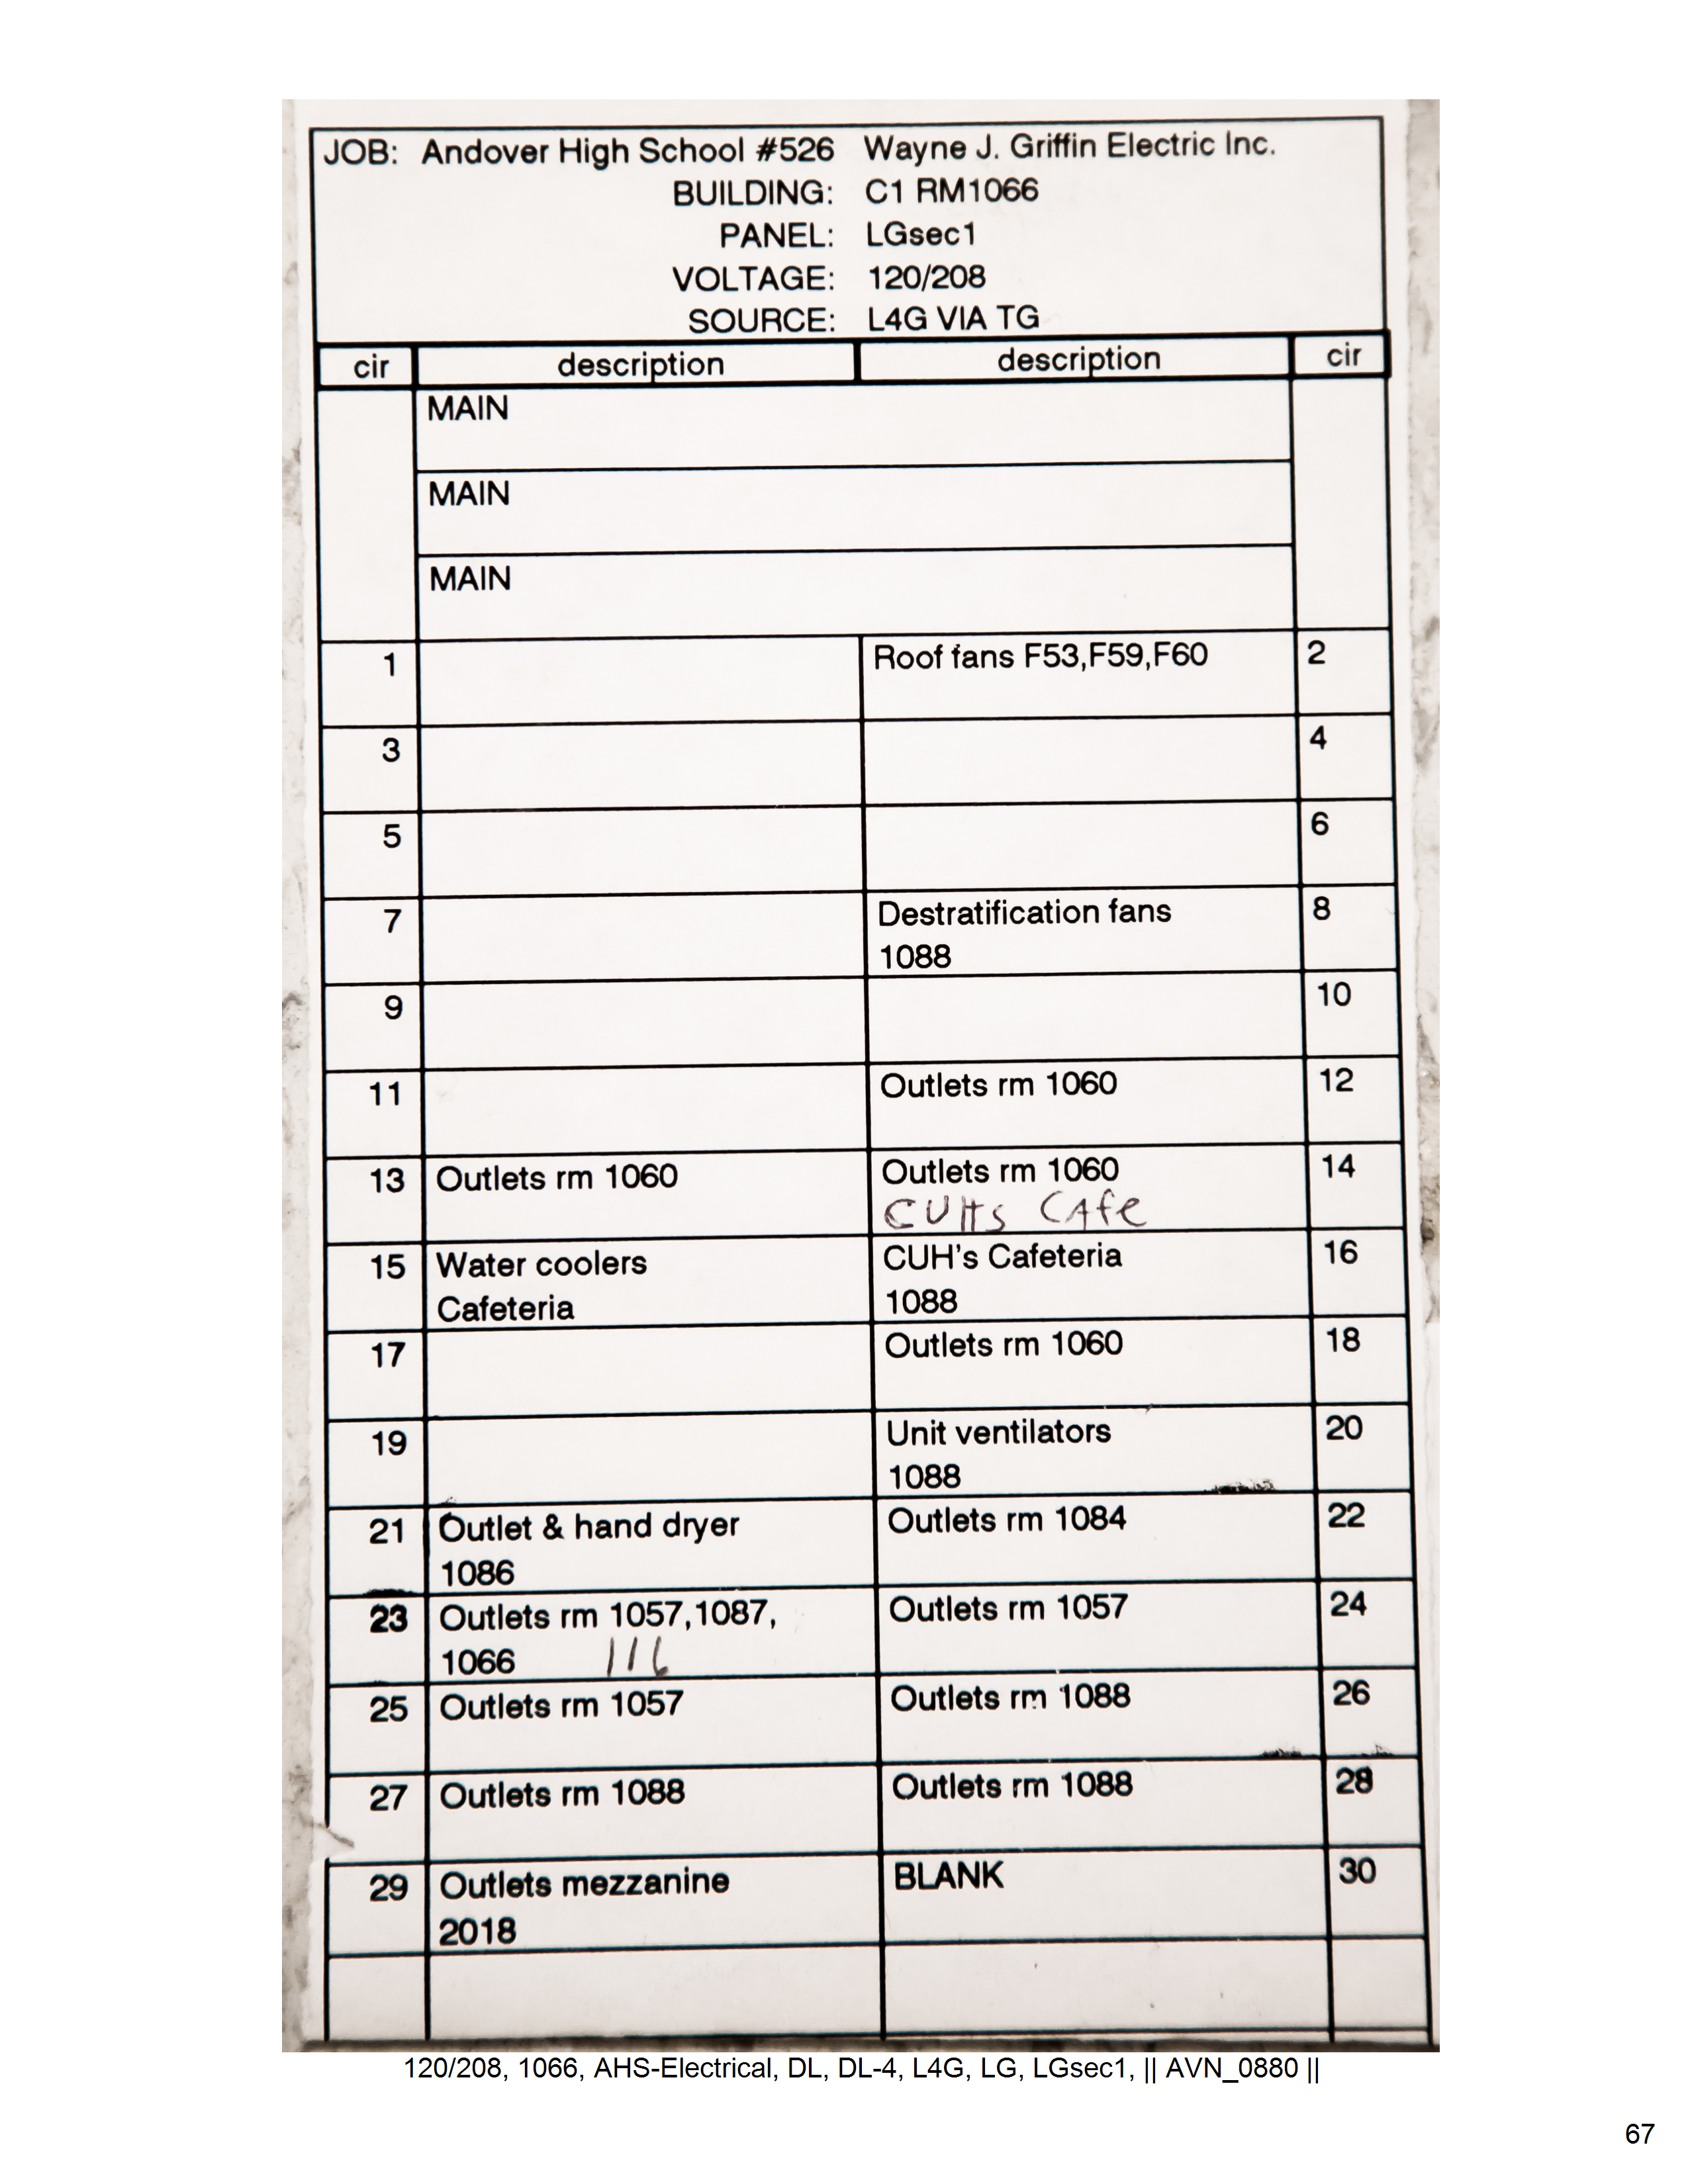 JOB: Andover High School #526 Wayne J. Griffin Electric Inc.
BUILDING: C1 RM1066
PANEL: LGsec1
VOLTAGE: 120/208
SOURCE: L4G VIA TG
cir description description cir
MAIN
MAIN
MAIN
1 Roof fans F53,F59,F60 2
3 4
5 6
7 Destratification fans 8
1088
9 10
11 Outlets rm 1060 12
13 Outlets rm 1060 Outlets rm 1060 14
CUHs CAfe
15 Water coolers CUH's Cafeteria 16
Cafeteria 1088
17 Outlets rm 1060 18
19 Unit ventilators 20
1088
21 Outlet & hand dryer Outlets rm 1084 22
1086
23 Outlets rm 1057,1087, Outlets rm 1057 24
1066 116
25 Outlets rm 1057 Outlets rm 1088 26
27 Outlets rm 1088 Outlets rm 1088 28
29 Outlets mezzanine BLANK 30
2018
120/208, 1066, AHS-Electrical, DL, DL-4, L4G, LG, LGsec1, || AVN_0880 ||
67